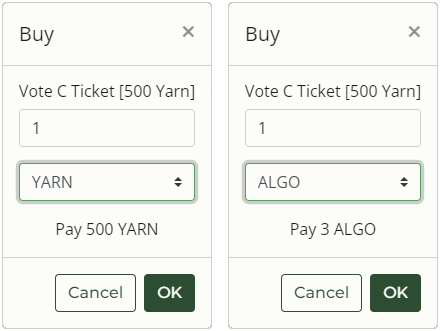 Buy ×
Vote C Ticket [500 Yarn]
1
YARN
Pay 500 YARN
Cancel OK
Buy ×
Vote C Ticket [500 Yarn]
1
ALGO
Pay 3 ALGO
Cancel OK